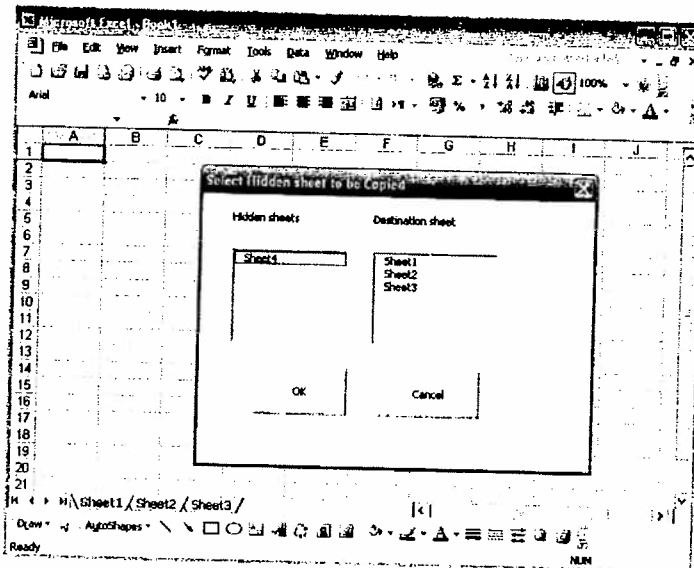 Microsoft Excel - Book1
File Edit View Insert Format Tools Data Window Help
Σ 100%
Arial 10 B I U %
fx
A B C D E F G H I J
1
2
3
4
5
6
7
8
9
10
11
12
13
14
15
16
17
18
19
20
21
Select Hidden sheet to be Copied
Hidden sheets Destination sheet
Sheet4 Sheet1
Sheet2
Sheet3
OK Cancel
Sheet1 Sheet2 Sheet3
Draw AutoShapes
Ready NUM